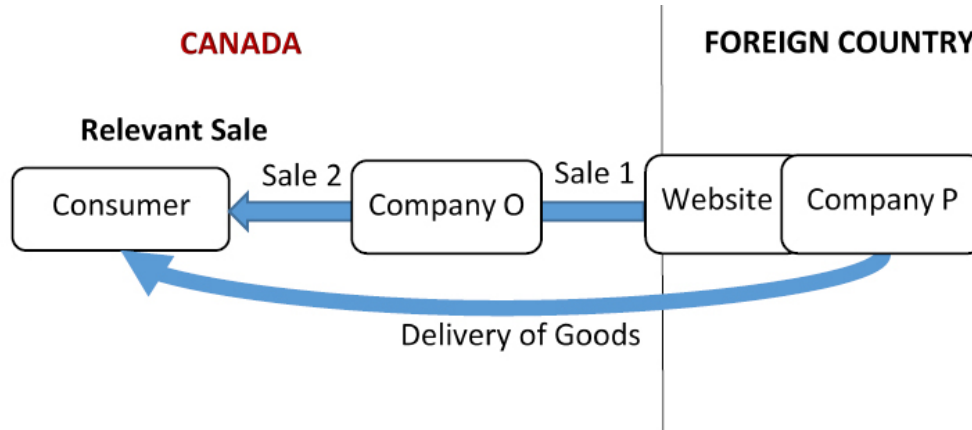 CANADA
FOREIGN COUNTRY
Relevant Sale
Consumer
Sale 2
Company O
Sale 1
Website
Company P
Delivery of Goods